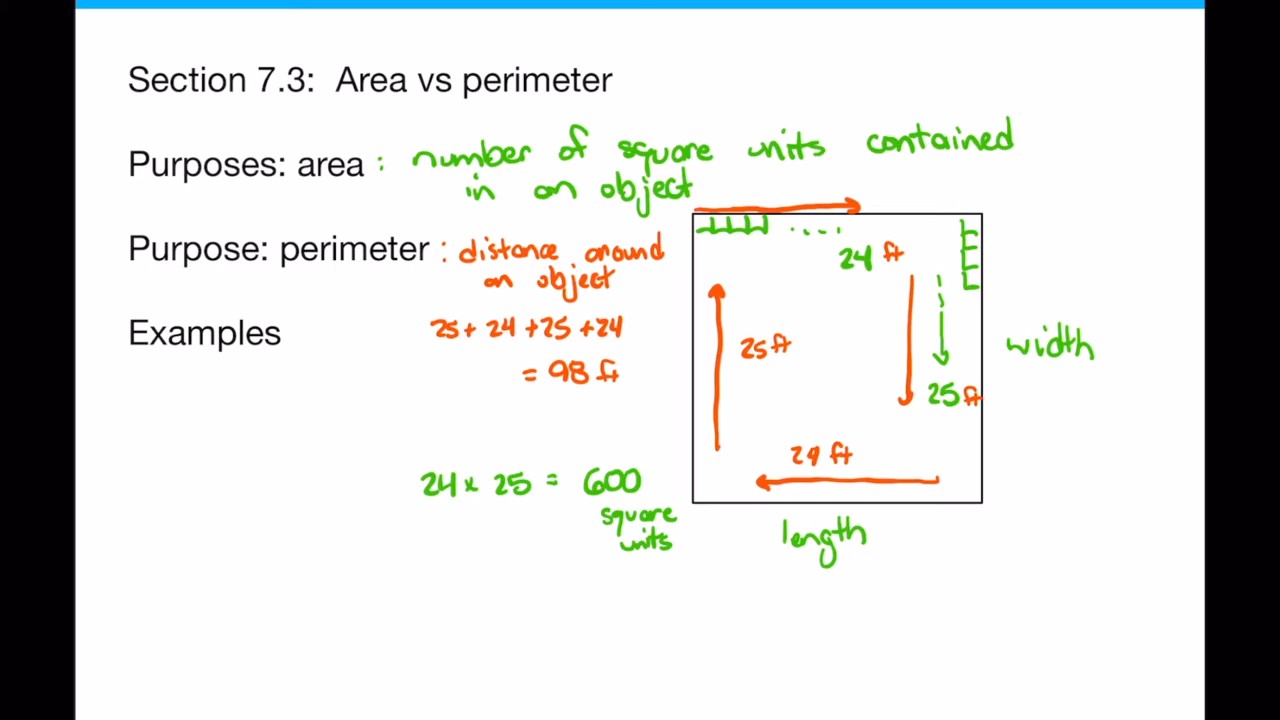 Section 7.3: Area vs perimeter
Purposes: area : number of square units contained
in an object
Purpose: perimeter : distance around
an object
24 ft
Examples
25 + 24 + 25 + 24
25 ft
width
= 98 ft
25 ft
24 ft
24 x 25 = 600
square
units
length